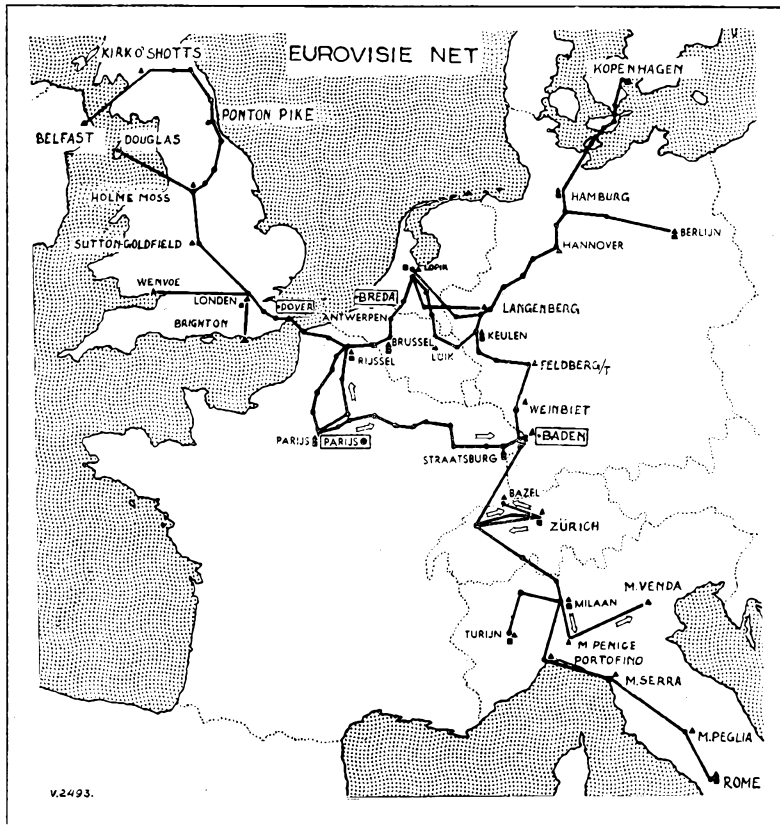 EUROVISIE NET
KIRK O' SHOTTS
KOPENHAGEN
PONTON PIKE
BELFAST
DOUGLAS
HOLME MOSS
HAMBURG
BERLIJN
SUTTON-GOLDFIELD
HANNOVER
LOPIK
WENVOE
LONDEN
DOVER
BREDA
LANGENBERG
ANTWERPEN
BRIGHTON
BRUSSEL
LUIK
KEULEN
RIJSSEL
FELDBERG/T
WEINBIET
PARIJS
PARIJS
BADEN
STRAATSBURG
BAZEL
ZÜRICH
M.VENDA
MILAAN
TURIJN
M PENICE
PORTOFINO
M.SERRA
M.PEGLIA
ROME
V.2493.